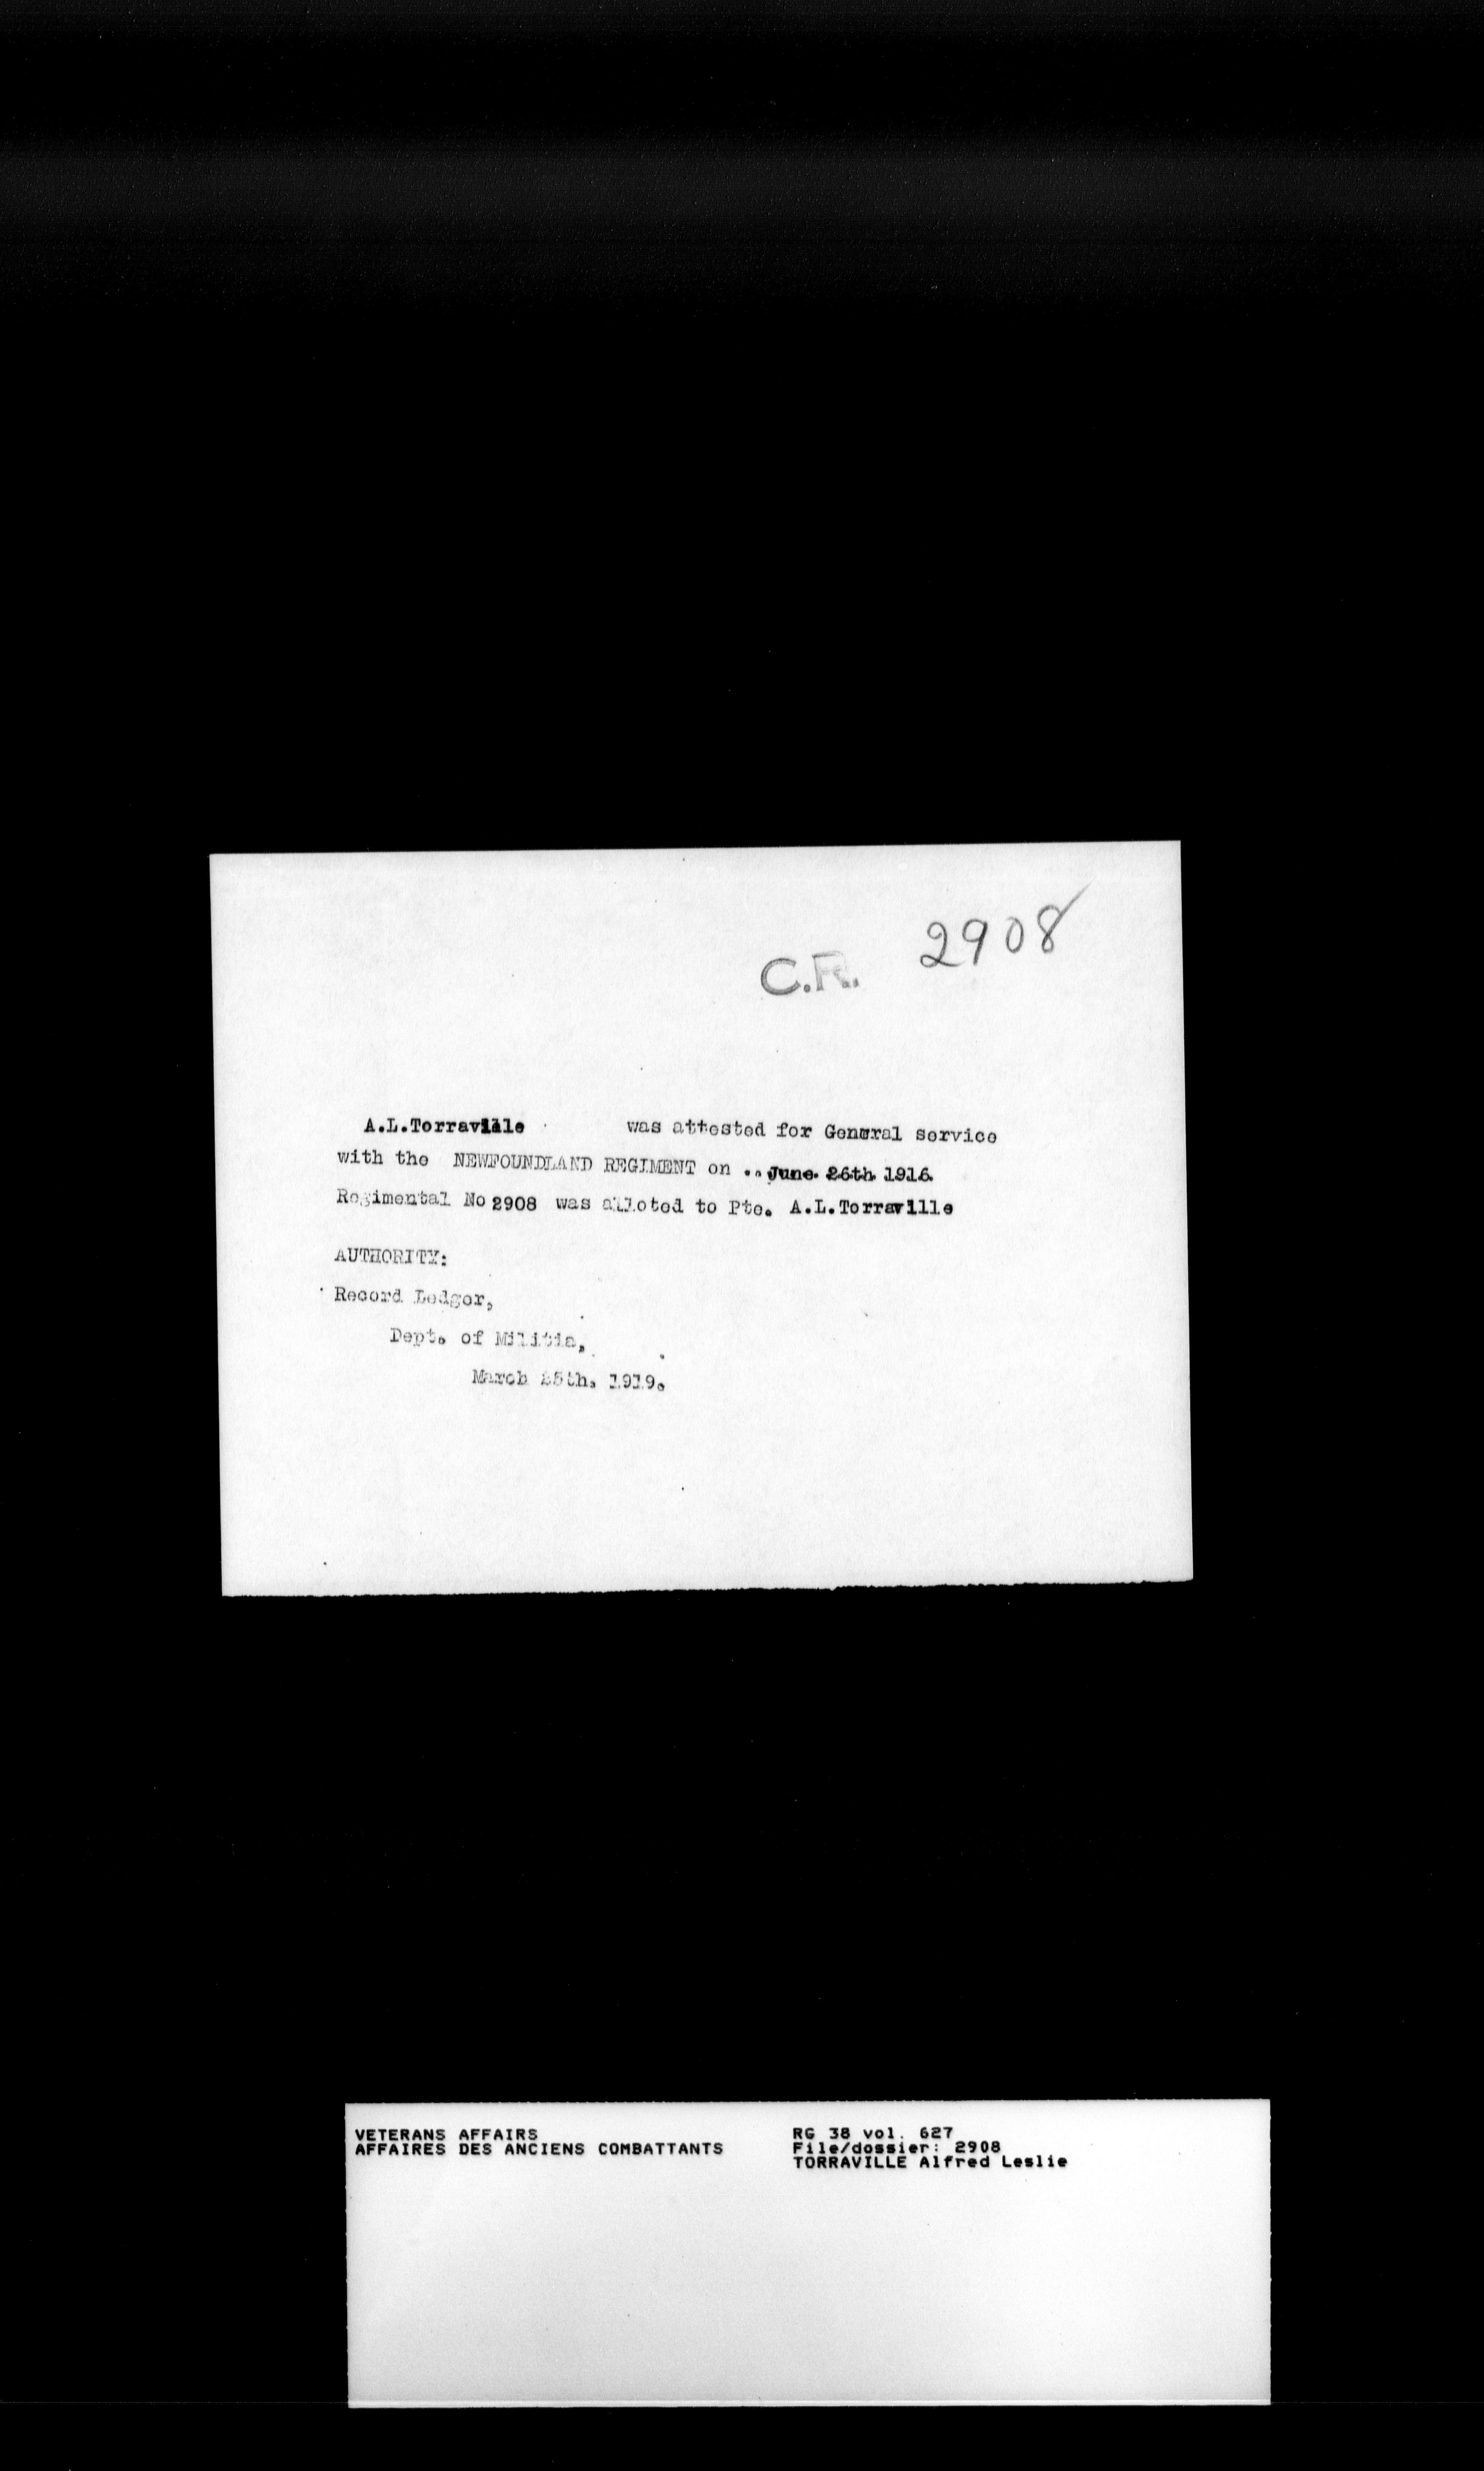 2908
C.R.
A.L.Torraville was attested for General service
with the NEWFOUNDLAND REGIMENT on .. June 26th 1916.
Regimental No 2908 was alloted to Pte. A.L.Torraville
AUTHORITY:
Record Ledger,
Dept. of Militia,
March 25th. 1919.
VETERANS AFFAIRS
AFFAIRES DES ANCIENS COMBATTANTS
RG 38 vol. 627
File/dossier: 2908
TORRAVILLE Alfred Leslie